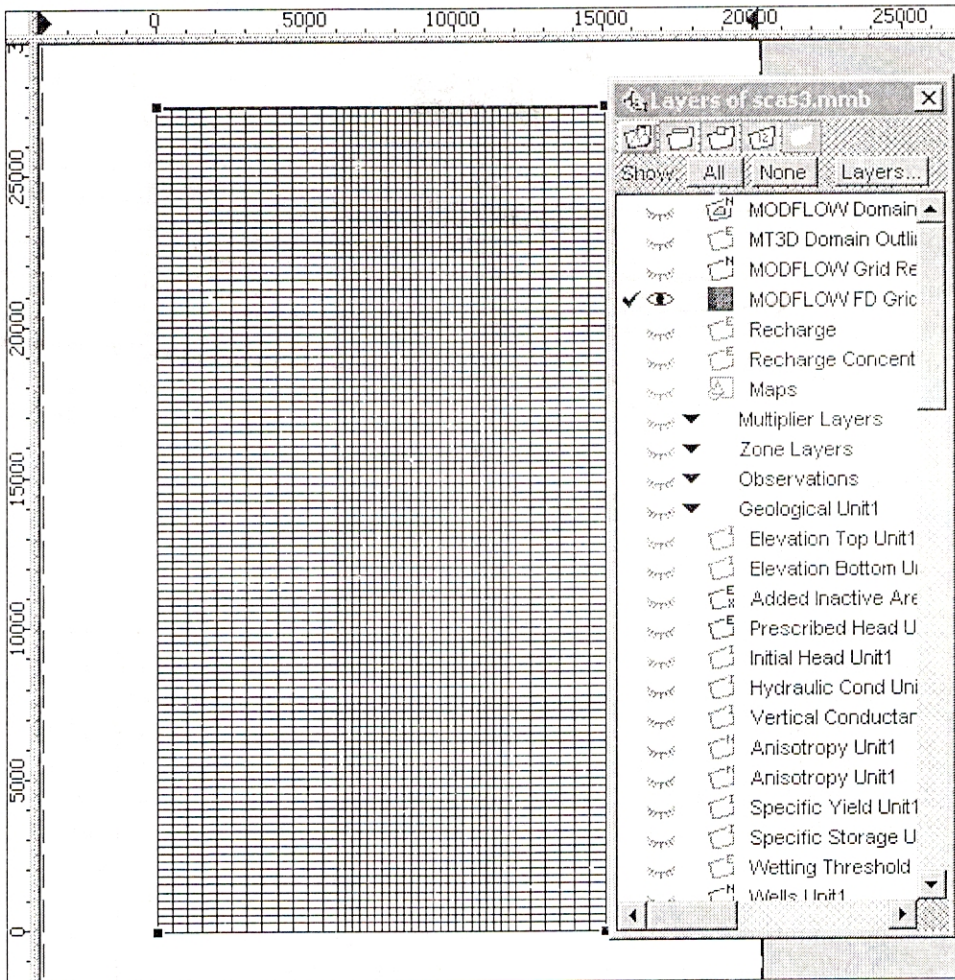 0 5000 10000 15000 20000 25000
Layers of scas3.mmb
Show: All None Layers...
N MODFLOW Domain
E MT3D Domain Outli
N MODFLOW Grid Re
MODFLOW FD Gric
E Recharge
E Recharge Concent
Maps
Multiplier Layers
Zone Layers
Observations
Geological Unit1
I Elevation Top Unit1
I Elevation Bottom U
E Added Inactive Are
E Prescribed Head U
I Initial Head Unit1
I Hydraulic Cond Uni
I Vertical Conductar
N Anisotropy Unit1
N Anisotropy Unit1
I Specific Yield Unit1
I Specific Storage U
E Wetting Threshold
N Wells Unit1
25000
20000
15000
10000
5000
0